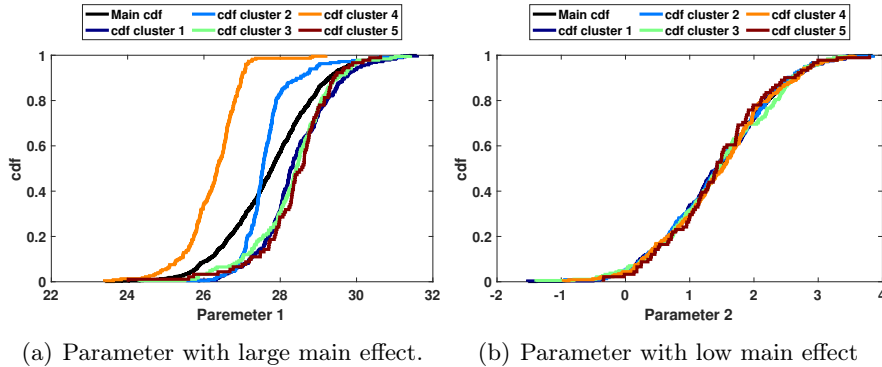 Main cdf cdf cluster 2 cdf cluster 4
cdf cluster 1 cdf cluster 3 cdf cluster 5
1
0.8
0.6
0.4
0.2
0
cdf
22 24 26 28 30 32
Paremeter 1
(a) Parameter with large main effect.
Main cdf cdf cluster 2 cdf cluster 4
cdf cluster 1 cdf cluster 3 cdf cluster 5
1
0.8
0.6
0.4
0.2
0
cdf
-2 -1 0 1 2 3 4
Parameter 2
(b) Parameter with low main effect